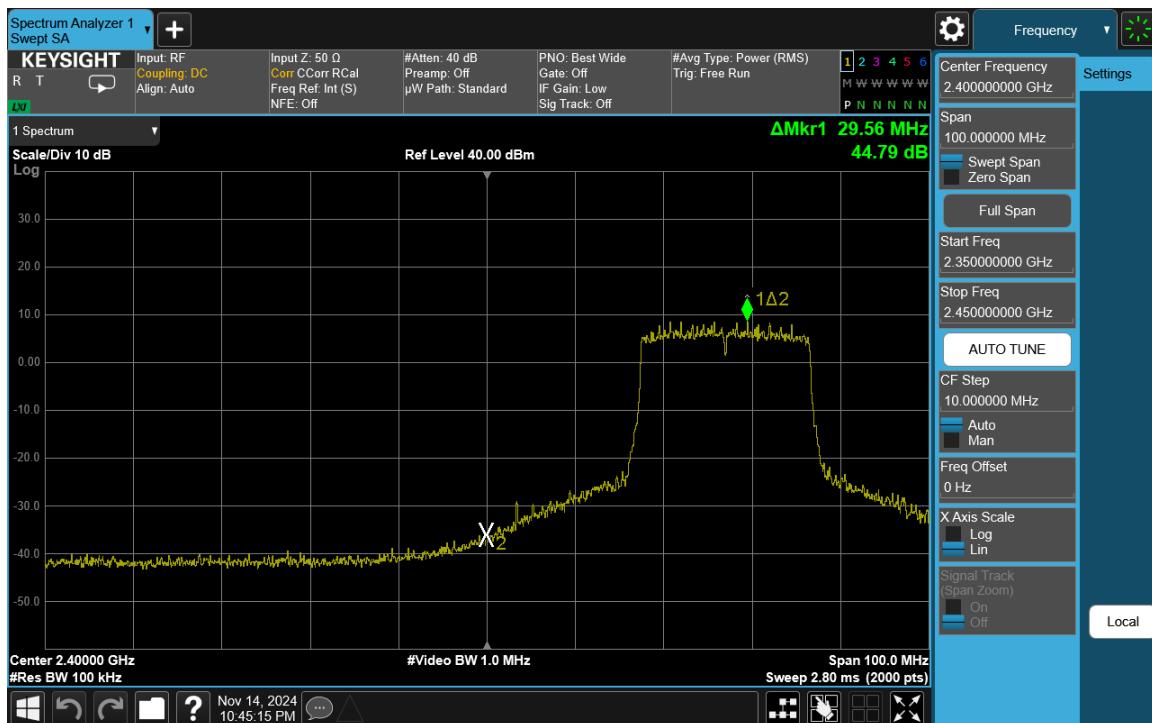 Spectrum Analyzer 1
Swept SA
Frequency
KEYSIGHT
R T
LXI
Input: RF
Coupling: DC
Align: Auto
Input Z: 50 Ω
Corr CCorr RCal
Freq Ref: Int (S)
NFE: Off
#Atten: 40 dB
Preamp: Off
µW Path: Standard
PNO: Best Wide
Gate: Off
IF Gain: Low
Sig Track: Off
#Avg Type: Power (RMS)
Trig: Free Run
1 2 3 4 5 6
M W W W W W
P N N N N N
1 Spectrum
ΔMkr1 29.56 MHz
44.79 dB
Scale/Div 10 dB
Ref Level 40.00 dBm
Log
30.0
20.0
10.0
0.00
-10.0
-20.0
-30.0
-40.0
-50.0
1Δ2
X2
Center 2.40000 GHz
#Video BW 1.0 MHz
Span 100.0 MHz
#Res BW 100 kHz
Sweep 2.80 ms (2000 pts)
Nov 14, 2024
10:45:15 PM
?
Center Frequency
2.400000000 GHz
Span
100.000000 MHz
Swept Span
Zero Span
Full Span
Start Freq
2.350000000 GHz
Stop Freq
2.450000000 GHz
AUTO TUNE
CF Step
10.000000 MHz
Auto
Man
Freq Offset
0 Hz
X Axis Scale
Log
Lin
Signal Track
(Span Zoom)
On
Off
Settings
Local